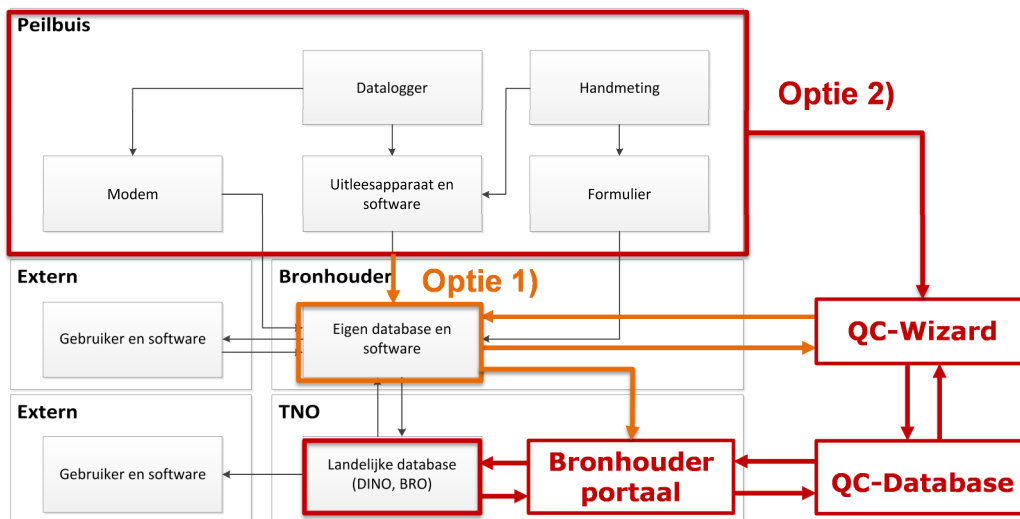 Peilbuis
Datalogger
Handmeting
Optie 2)
Modem
Uitleesapparaat en
software
Formulier
Extern
Bronhouder
Optie 1)
Gebruiker en software
Eigen database en
software
QC-Wizard
Extern
TNO
Gebruiker en software
Landelijke database
(DINO, BRO)
Bronhouder
portaal
QC-Database